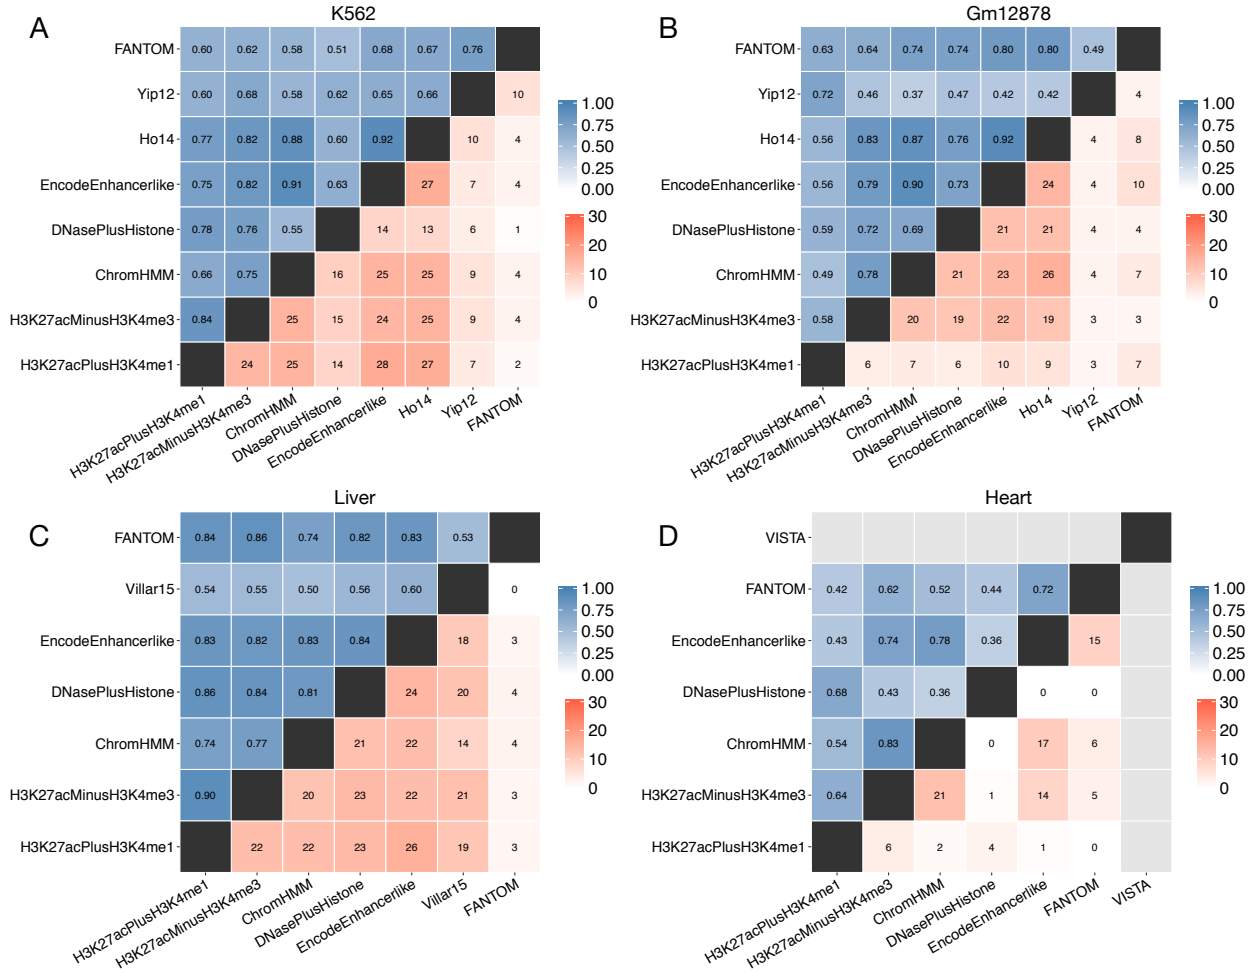 A
K562
FANTOM 0.60 0.62 0.58 0.51 0.68 0.67 0.76
Yip12 0.60 0.68 0.58 0.62 0.65 0.66 10
Ho14 0.77 0.82 0.88 0.60 0.92 10 4
EncodeEnhancerlike 0.75 0.82 0.91 0.63 27 7 4
DNasePlusHistone 0.78 0.76 0.55 14 13 6 1
ChromHMM 0.66 0.75 16 25 25 9 4
H3K27acMinusH3K4me3 0.84 25 15 24 25 9 4
H3K27acPlusH3K4me1 24 25 14 28 27 7 2
H3K27acPlusH3K4me1
H3K27acMinusH3K4me3
ChromHMM
DNasePlusHistone
EncodeEnhancerlike
Ho14
Yip12
FANTOM
1.00
0.75
0.50
0.25
0.00
30
20
10
0
B
Gm12878
FANTOM 0.63 0.64 0.74 0.74 0.80 0.80 0.49
Yip12 0.72 0.46 0.37 0.47 0.42 0.42 4
Ho14 0.56 0.83 0.87 0.76 0.92 4 8
EncodeEnhancerlike 0.56 0.79 0.90 0.73 24 4 10
DNasePlusHistone 0.59 0.72 0.69 21 21 4 4
ChromHMM 0.49 0.78 21 23 26 4 7
H3K27acMinusH3K4me3 0.58 20 19 22 19 3 3
H3K27acPlusH3K4me1 6 7 6 10 9 3 7
H3K27acPlusH3K4me1
H3K27acMinusH3K4me3
ChromHMM
DNasePlusHistone
EncodeEnhancerlike
Ho14
Yip12
FANTOM
1.00
0.75
0.50
0.25
0.00
30
20
10
0
C
Liver
FANTOM 0.84 0.86 0.74 0.82 0.83 0.53
Villar15 0.54 0.55 0.50 0.56 0.60 0
EncodeEnhancerlike 0.83 0.82 0.83 0.84 18 3
DNasePlusHistone 0.86 0.84 0.81 24 20 4
ChromHMM 0.74 0.77 21 22 14 4
H3K27acMinusH3K4me3 0.90 20 23 22 21 3
H3K27acPlusH3K4me1 22 22 23 26 19 3
H3K27acPlusH3K4me1
H3K27acMinusH3K4me3
ChromHMM
DNasePlusHistone
EncodeEnhancerlike
Villar15
FANTOM
1.00
0.75
0.50
0.25
0.00
30
20
10
0
D
Heart
VISTA
FANTOM 0.42 0.62 0.52 0.44 0.72
EncodeEnhancerlike 0.43 0.74 0.78 0.36 15
DNasePlusHistone 0.68 0.43 0.36 0 0
ChromHMM 0.54 0.83 0 17 6
H3K27acMinusH3K4me3 0.64 21 1 14 5
H3K27acPlusH3K4me1 6 2 4 1 0
H3K27acPlusH3K4me1
H3K27acMinusH3K4me3
ChromHMM
DNasePlusHistone
EncodeEnhancerlike
FANTOM
VISTA
1.00
0.75
0.50
0.25
0.00
30
20
10
0